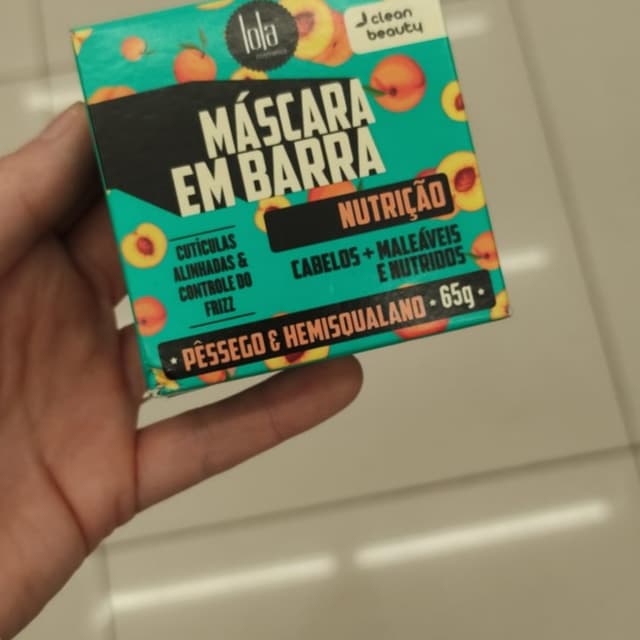 lola
clean
beauty
MÁSCARA
EM BARRA
NUTRIÇÃO
CUTÍCULAS
ALINHADAS &
CONTROLE DO
FRIZZ
CABELOS + MALEÁVEIS
E NUTRIDOS
PÊSSEGO & HEMISQUALANO • 65g •